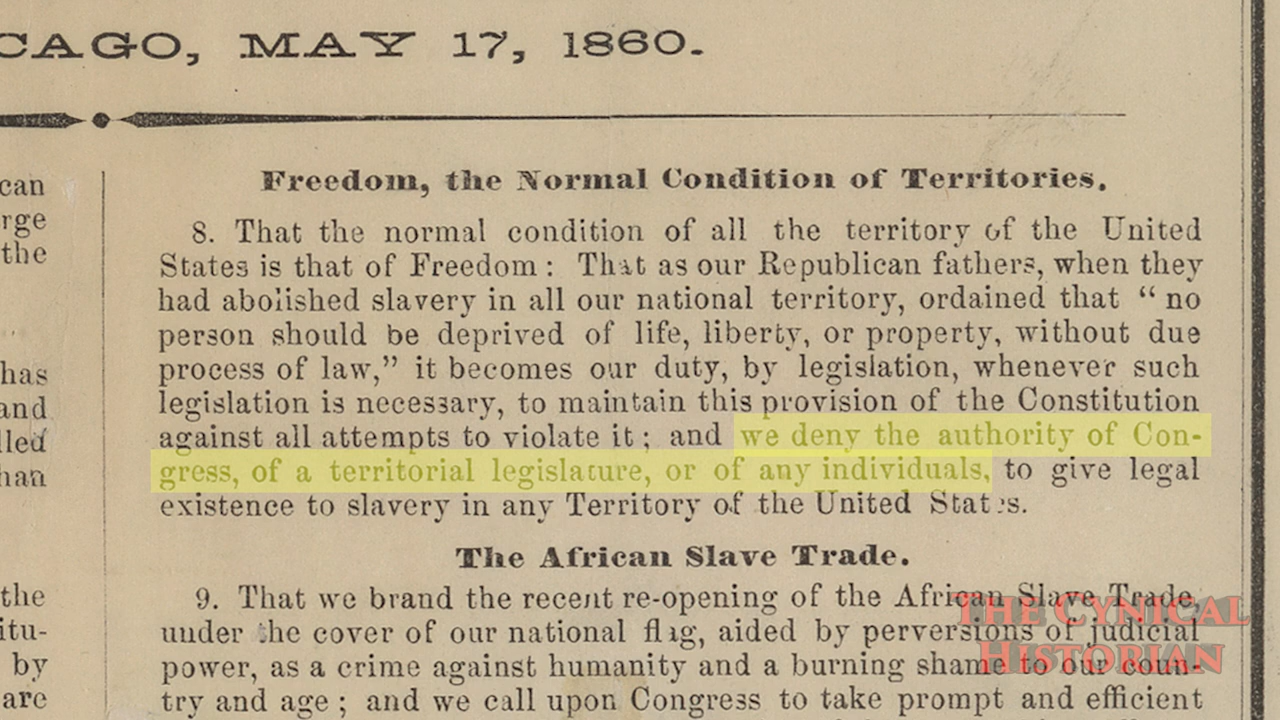 CAGO, MAY 17, 1860.
can
rge
the
has
and
lled
han
the
itu-
by
are
Freedom, the Normal Condition of Territories.
8. That the normal condition of all the territory of the United
States is that of Freedom: That as our Republican fathers, when they
had abolished slavery in all our national territory, ordained that “ no
person should be deprived of life, liberty, or property, without due
process of law,” it becomes our duty, by legislation, whenever such
legislation is necessary, to maintain this provision of the Constitution
against all attempts to violate it; and we deny the authority of Con-
gress, of a territorial legislature, or of any individuals, to give legal
existence to slavery in any Territory of the United States.
The African Slave Trade.
9. That we brand the recent re-opening of the African Slave Trade,
under the cover of our national flag, aided by perversions of judicial
power, as a crime against humanity and a burning shame to our coun-
try and age; and we call upon Congress to take prompt and efficient
THE CYNICAL
HISTORIAN